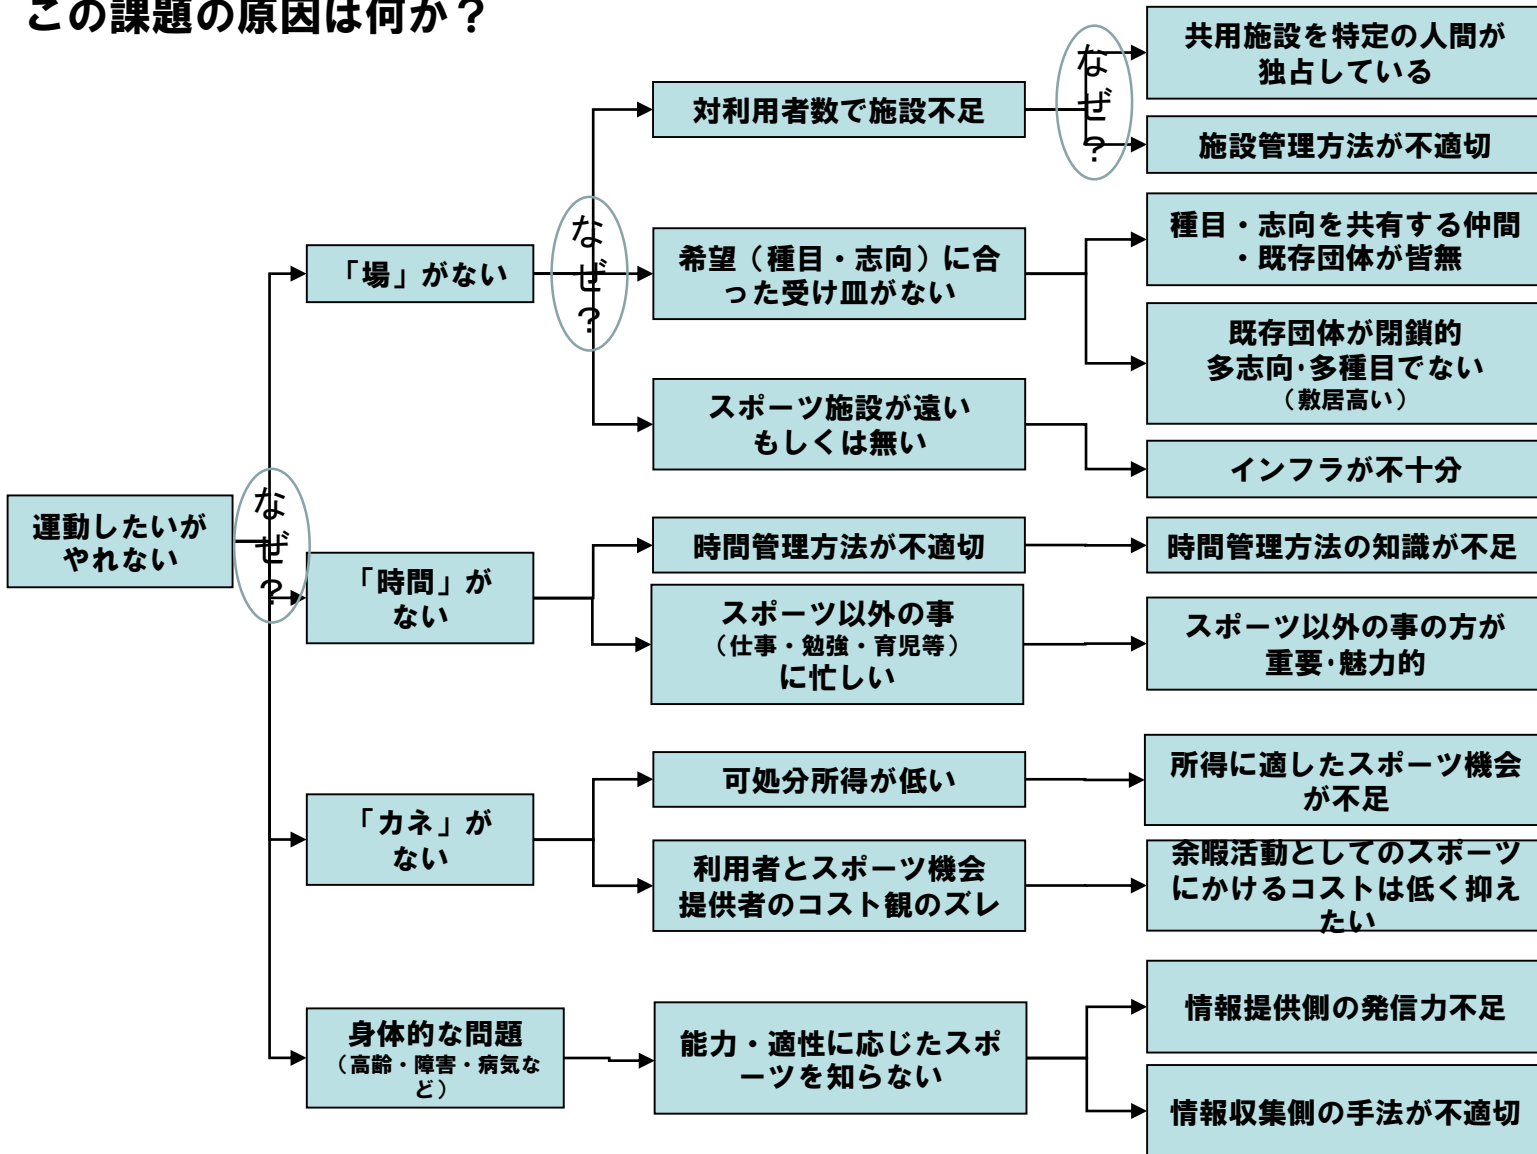 この課題の原因は何か？
運動したいが
やれない
なぜ？
「場」がない
なぜ？
対利用者数で施設不足
なぜ？
共用施設を特定の人間が
独占している
施設管理方法が不適切
希望（種目・志向）に合
った受け皿がない
種目・志向を共有する仲間
・既存団体が皆無
既存団体が閉鎖的
多志向･多種目でない
（敷居高い）
スポーツ施設が遠い
もしくは無い
インフラが不十分
「時間」が
ない
時間管理方法が不適切
時間管理方法の知識が不足
スポーツ以外の事
（仕事・勉強・育児等）
に忙しい
スポーツ以外の事の方が
重要･魅力的
「カネ」が
ない
可処分所得が低い
所得に適したスポーツ機会
が不足
利用者とスポーツ機会
提供者のコスト観のズレ
余暇活動としてのスポーツ
にかけるコストは低く抑え
たい
身体的な問題
（高齢・障害・病気な
ど）
能力・適性に応じたスポ
ーツを知らない
情報提供側の発信力不足
情報収集側の手法が不適切